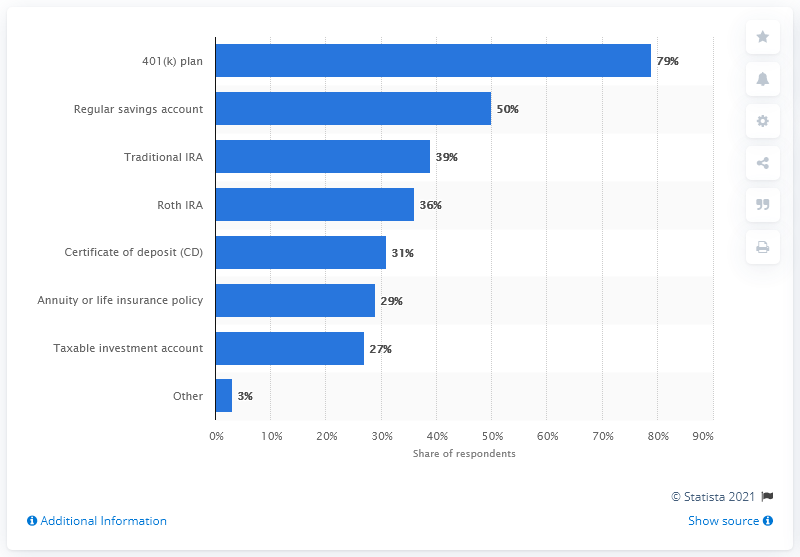 401(k) plan 79%
Regular savings account 50%
Traditional IRA 39%
Roth IRA 36%
Certificate of deposit (CD) 31%
Annuity or life insurance policy 29%
Taxable investment account 27%
Other 3%
0% 10% 20% 30% 40% 50% 60% 70% 80% 90%
Share of respondents
© Statista 2021
Additional Information Show source